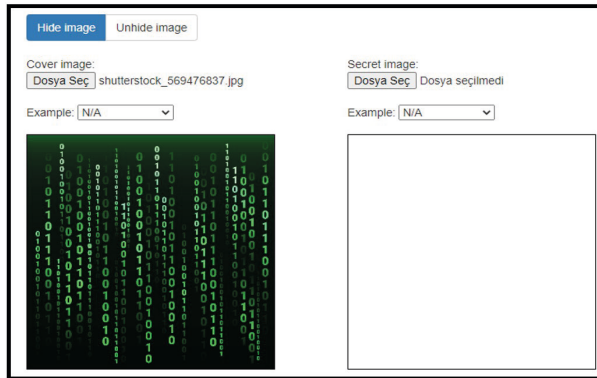 Hide image Unhide image
Cover image: Secret image:
Dosya Seç shutterstock_569476837.jpg Dosya Seç Dosya seçilmedi
Example: N/A Example: N/A